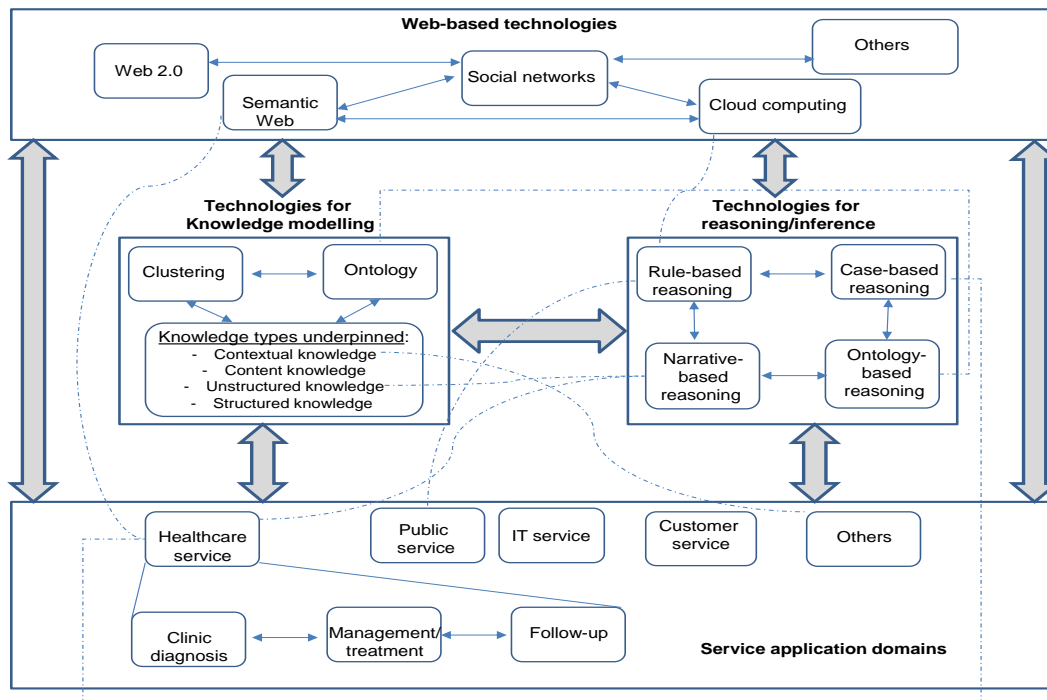 Web-based technologies
Web 2.0
Social networks
Others
Semantic
Web
Cloud computing
Technologies for
Knowledge modelling
Technologies for
reasoning/inference
Clustering
Ontology
Knowledge types underpinned:
- Contextual knowledge
- Content knowledge
- Unstructured knowledge
- Structured knowledge
Rule-based
reasoning
Case-based
reasoning
Narrative-
based
reasoning
Ontology-
based
reasoning
Healthcare
service
Public
service
IT service
Customer
service
Others
Clinic
diagnosis
Management/
treatment
Follow-up
Service application domains